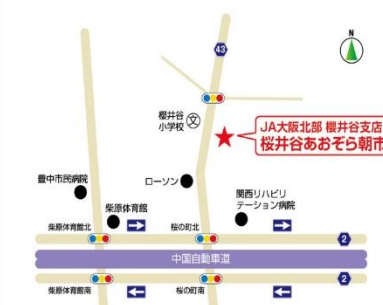 43
N
櫻井谷
小学校
文
JA大阪北部 櫻井谷支店
桜井谷あおぞら朝市
豊中市民病院
ローソン
柴原体育館
関西リハビリ
テーション病院
柴原体育館北
桜の町北
2
中国自動車道
柴原体育館南
桜の町南
2